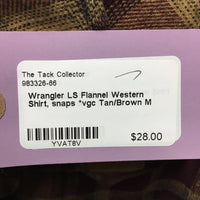 The Tack Collector
983326-66
Wrangler LS Flannel Western
Shirt, snaps *vgc Tan/Brown M
YVAT8V
$28.00